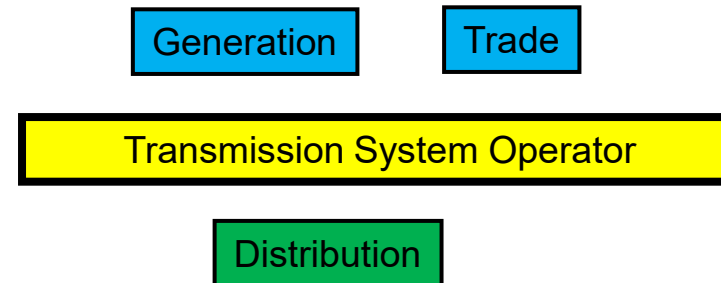 Generation
Trade
Transmission System Operator
Distribution